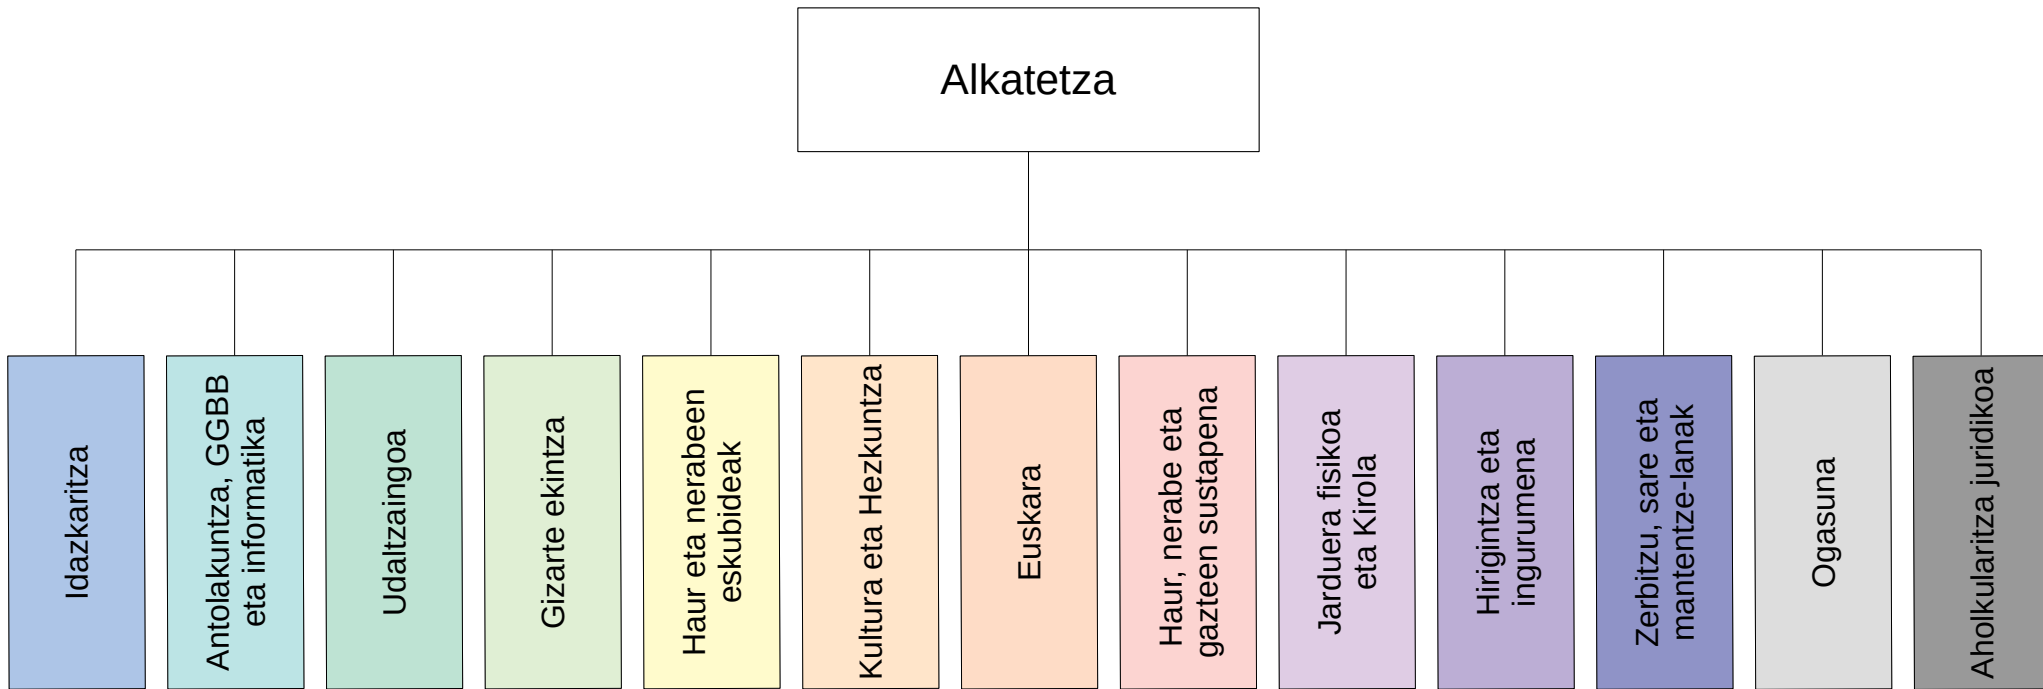 Alkatetza
Idazkaritza
Antolakuntza, GGBB
eta informatika
Udaltzaingoa
Gizarte ekintza
Haur eta nerabeen
eskubideak
Kultura eta Hezkuntza
Euskara
Haur, nerabe eta
gazteen sustapena
Jarduera fisikoa
eta Kirola
Hirigintza eta
ingurumena
Zerbitzu, sare eta
mantentze-lanak
Ogasuna
Aholkularitza juridikoa